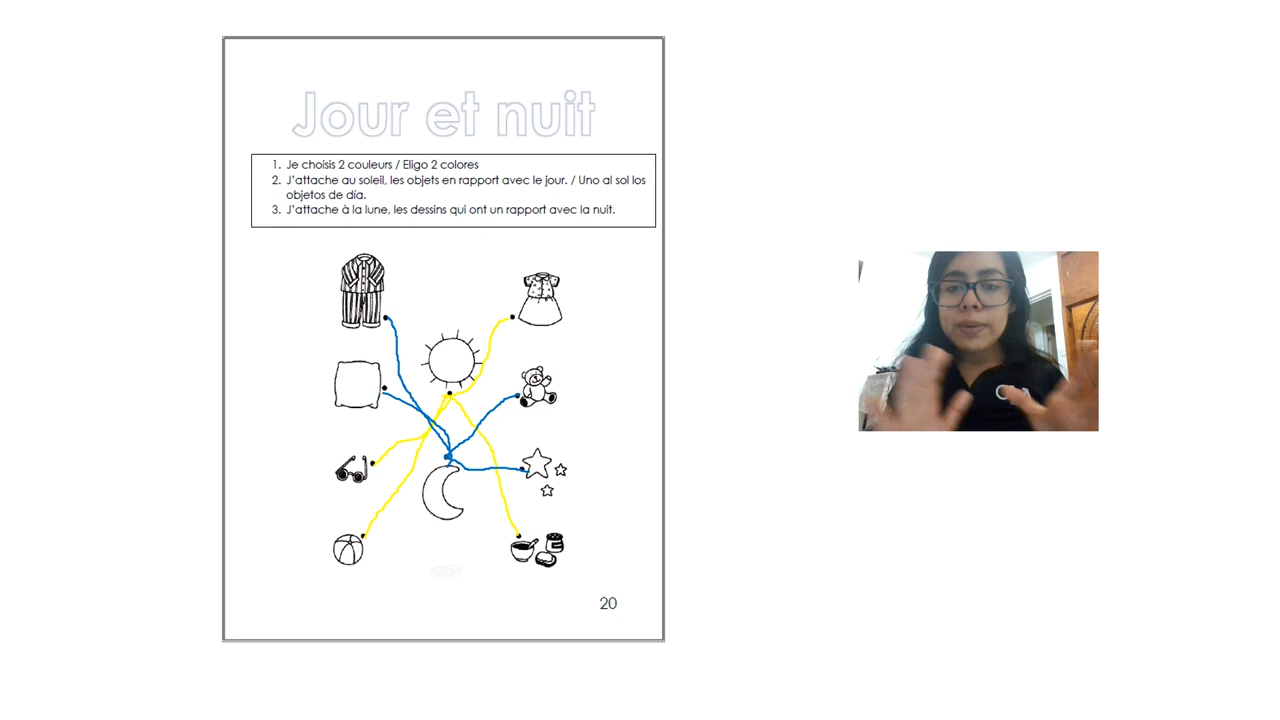 Jour et nuit
1. Je choisis 2 couleurs / Eligo 2 colores
2. J'attache au soleil, les objets en rapport avec le jour. / Uno al sol los
objetos de día.
3. J'attache à la lune, les dessins qui ont un rapport avec la nuit.
20